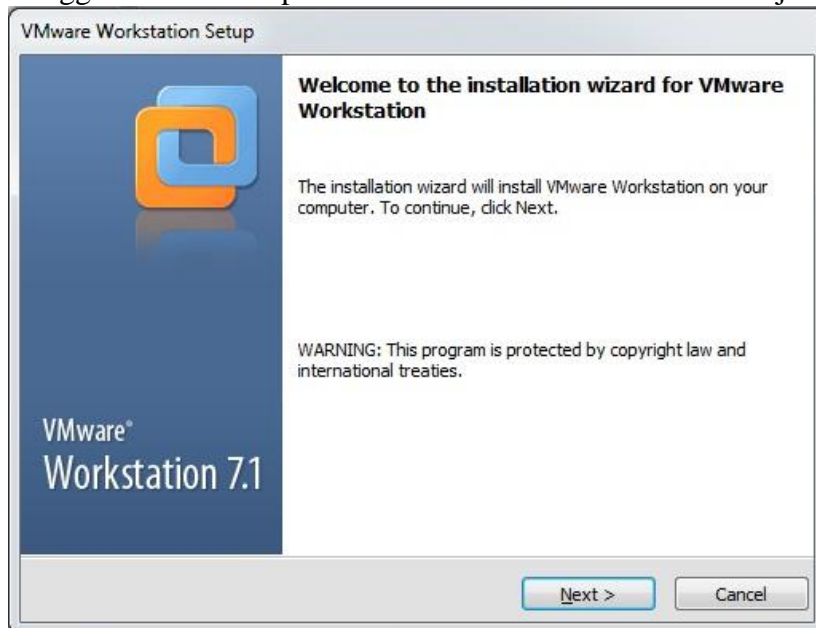 VMware Workstation Setup
Welcome to the installation wizard for VMware
Workstation
The installation wizard will install VMware Workstation on your
computer. To continue, click Next.
WARNING: This program is protected by copyright law and
international treaties.
VMware®
Workstation 7.1
Next >
Cancel